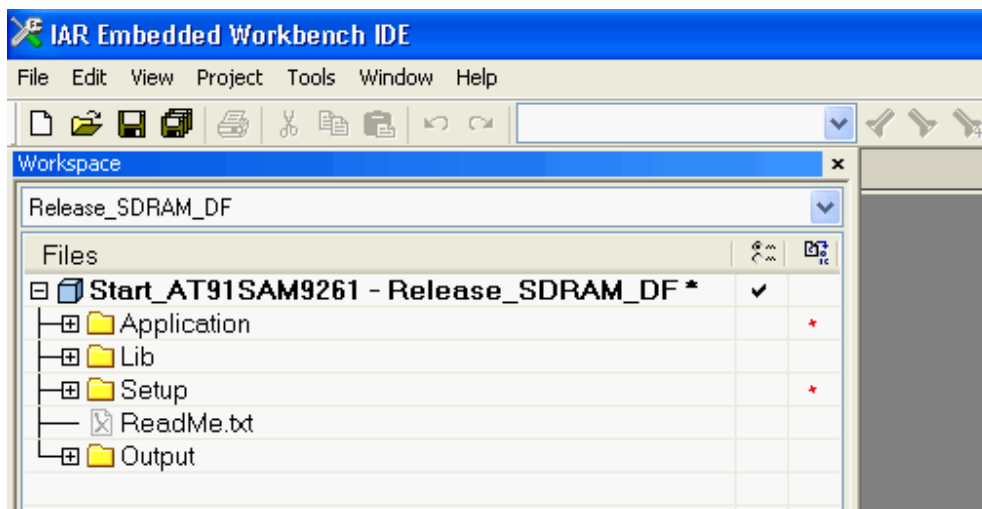 IAR Embedded Workbench IDE
File Edit View Project Tools Window Help
Workspace
Release_SDRAM_DF
Files
Start_AT91SAM9261 - Release_SDRAM_DF *
Application
Lib
Setup
ReadMe.txt
Output